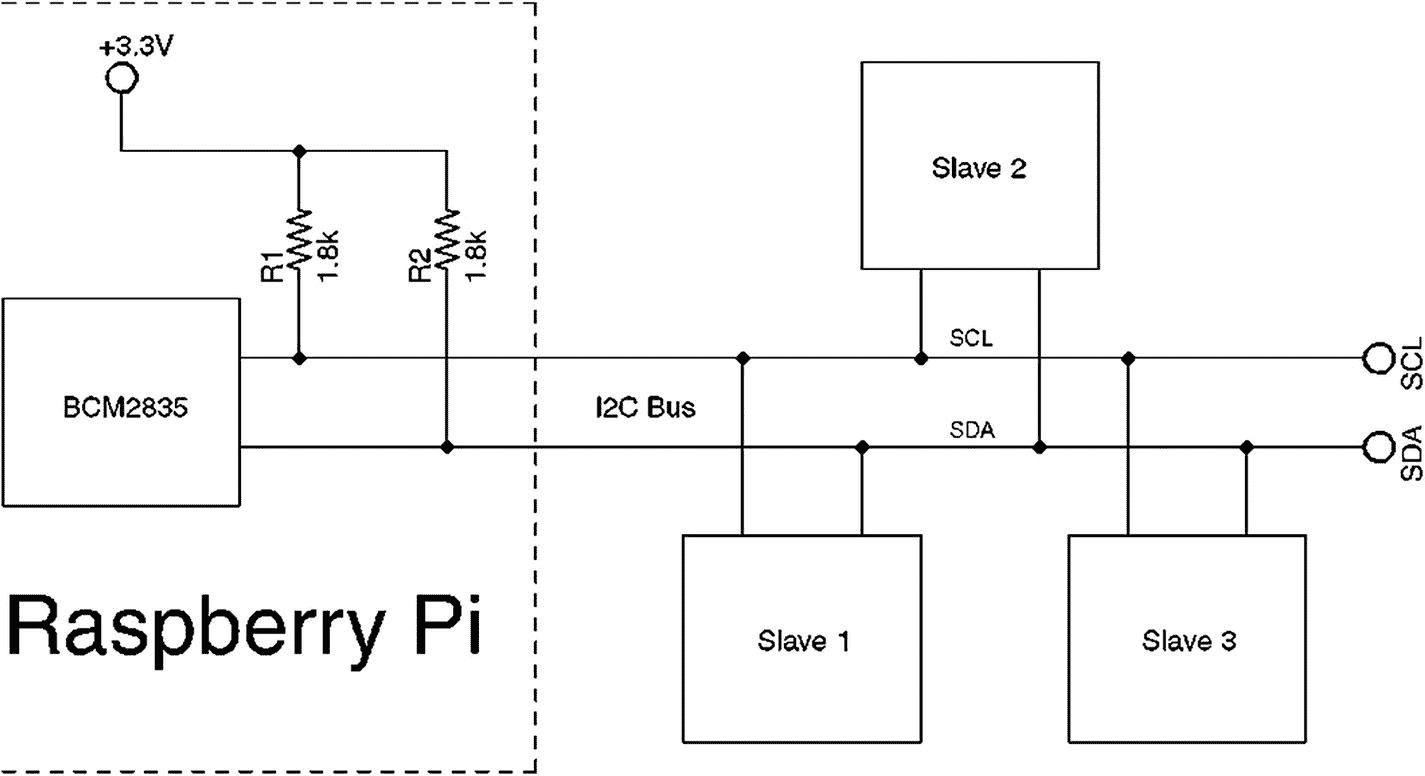 +3.3V
R1
1.8k
R2
1.8k
BCM2835
Raspberry Pi
I2C Bus
Slave 2
SCL
SDA
Slave 1
Slave 3
SCL
SDA